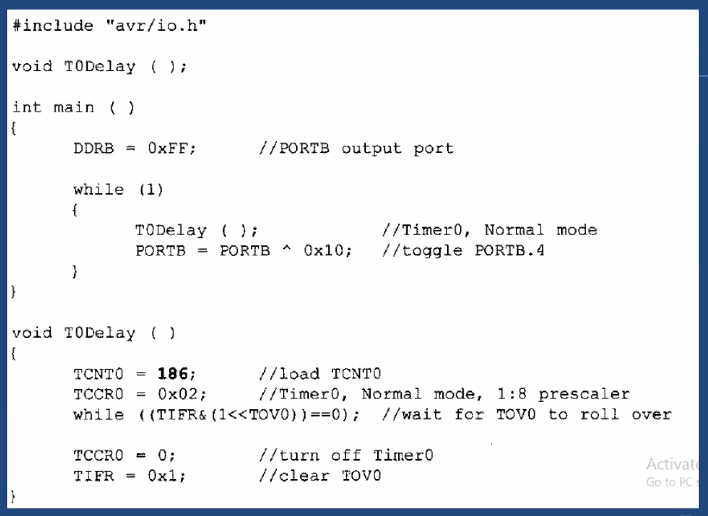 #include "avr/io.h"
void T0Delay ( );
int main ( )
{
DDRB = 0xFF; //PORTB output port
while (1)
{
T0Delay ( ); //Timer0, Normal mode
PORTB = PORTB ^ 0x10; //toggle PORTB.4
}
}
void T0Delay ( )
{
TCNT0 = 186; //load TCNT0
TCCR0 = 0x02; //Timer0, Normal mode, 1:8 prescaler
while ((TIFR&(1<<TOV0))==0); //wait for TOV0 to roll over
TCCR0 = 0; //turn off Timer0
TIFR = 0x1; //clear TOV0
}
Activat
Go to PC s